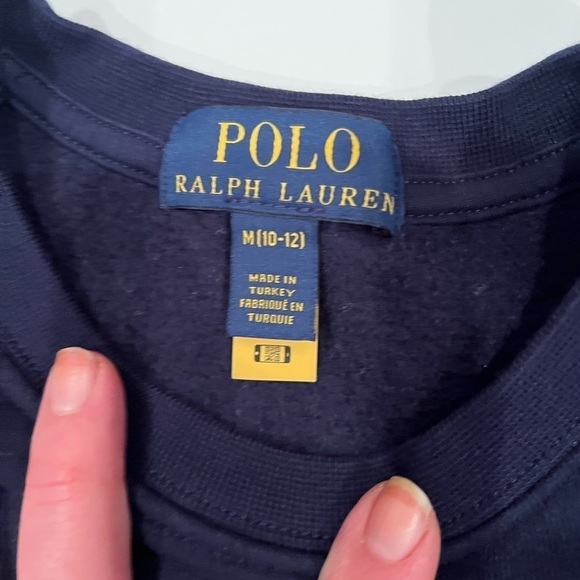 POLO
RALPH LAUREN
M(10-12)
MADE IN
TURKEY
FABRIQUÉ EN
TURQUIE